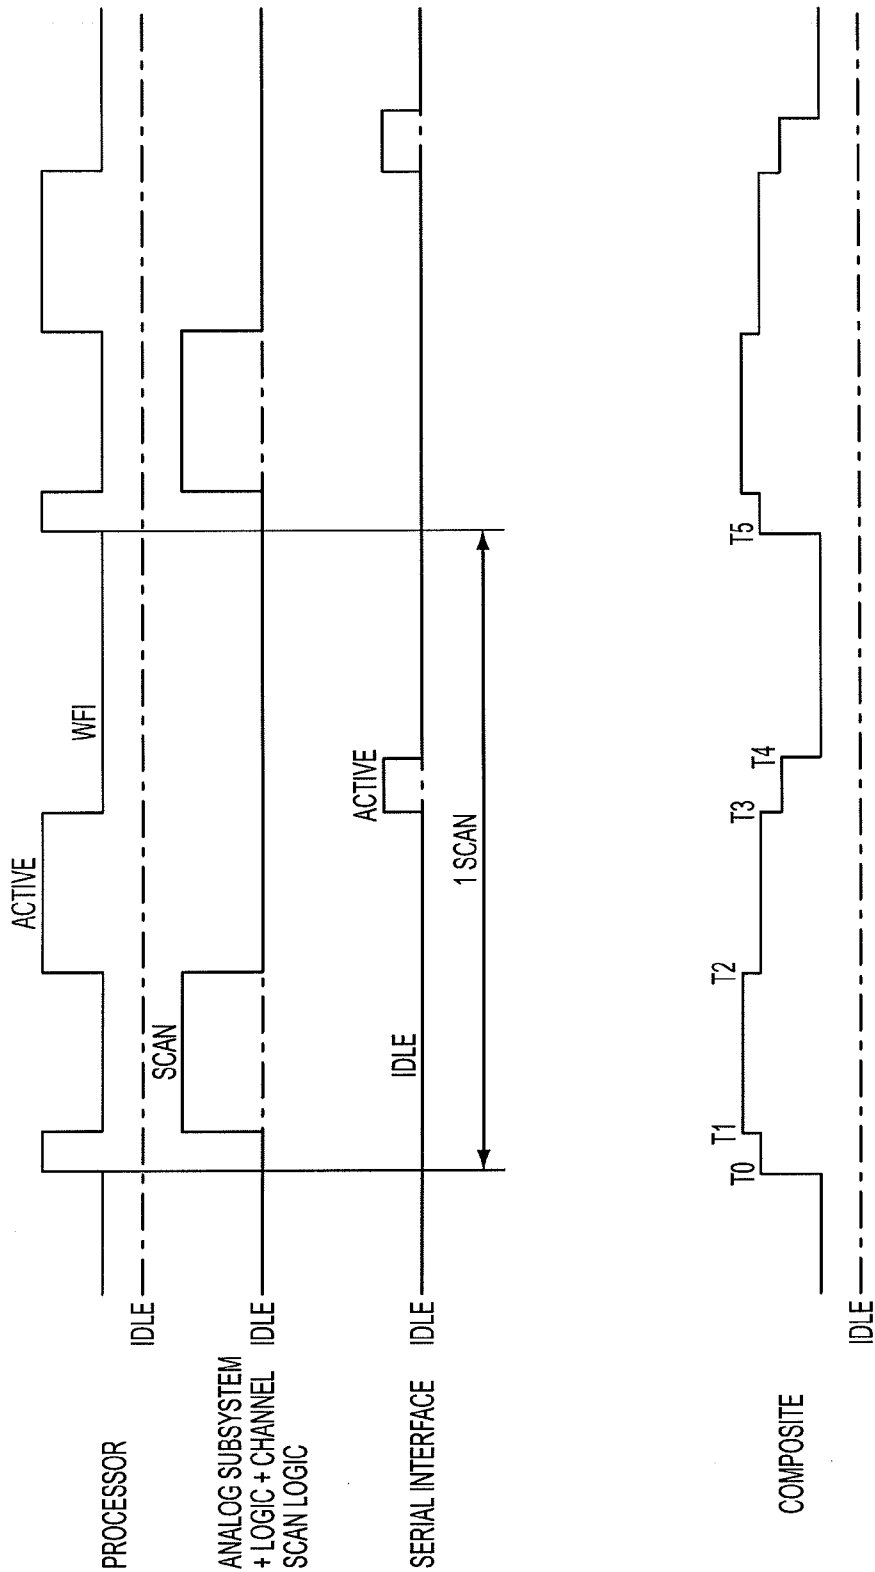 PROCESSOR
IDLE
ACTIVE
WFI
ANALOG SUBSYSTEM
+ LOGIC + CHANNEL
SCAN LOGIC
IDLE
SCAN
SERIAL INTERFACE
IDLE
IDLE
ACTIVE
1 SCAN
COMPOSITE
IDLE
T0
T1
T2
T3
T4
T5